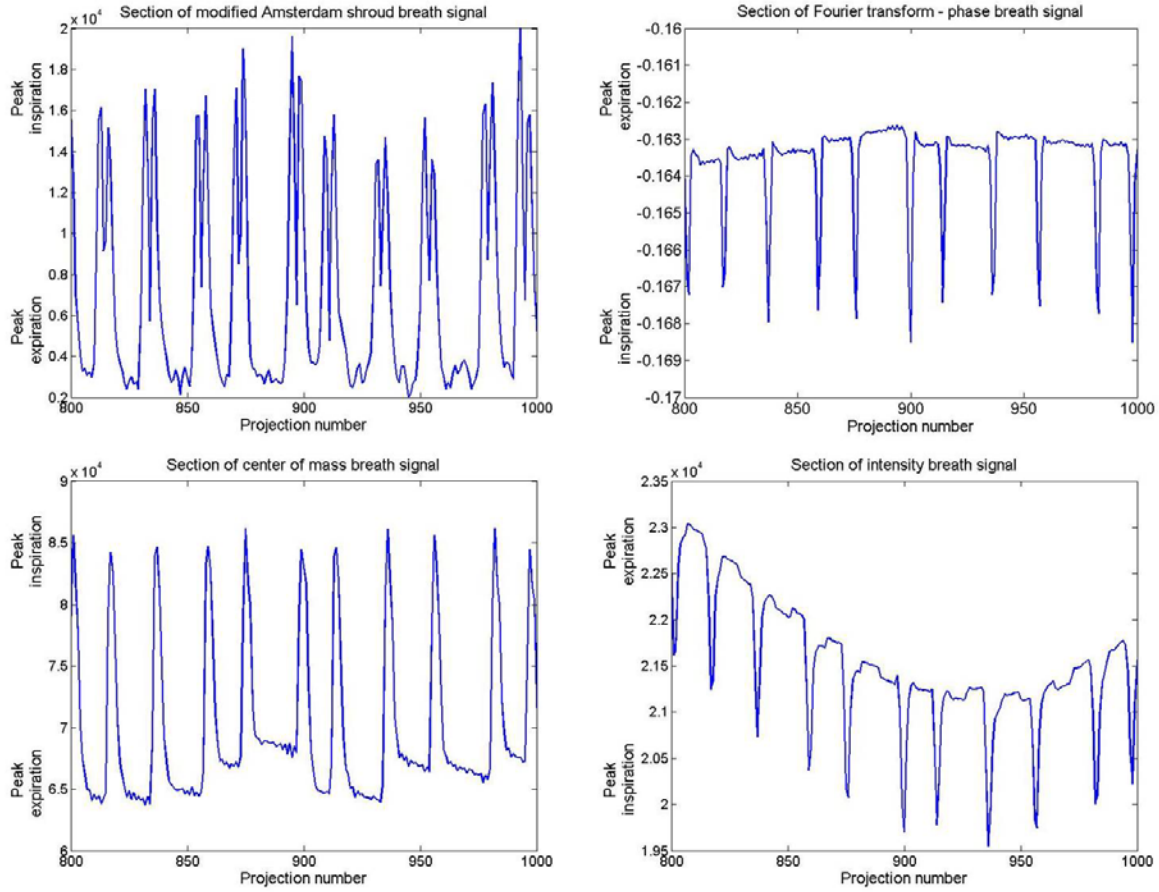 Section of modified Amsterdam shroud breath signal
x 10⁴
2
1.8
1.6
1.4
1.2
1
0.8
0.6
0.4
0.2
Peak
inspiration
Peak
expiration
800 850 900 950 1000
Projection number
Section of Fourier transform - phase breath signal
-0.16
-0.161
-0.162
-0.163
-0.164
-0.165
-0.166
-0.167
-0.168
-0.169
-0.17
Peak
expiration
Peak
inspiration
800 850 900 950 1000
Projection number
Section of center of mass breath signal
x 10⁴
9
8.5
8
7.5
7
6.5
6
Peak
inspiration
Peak
expiration
800 850 900 950 1000
Projection number
Section of intensity breath signal
x 10⁴
2.35
2.3
2.25
2.2
2.15
2.1
2.05
2
1.95
Peak
expiration
Peak
inspiration
800 850 900 950 1000
Projection number